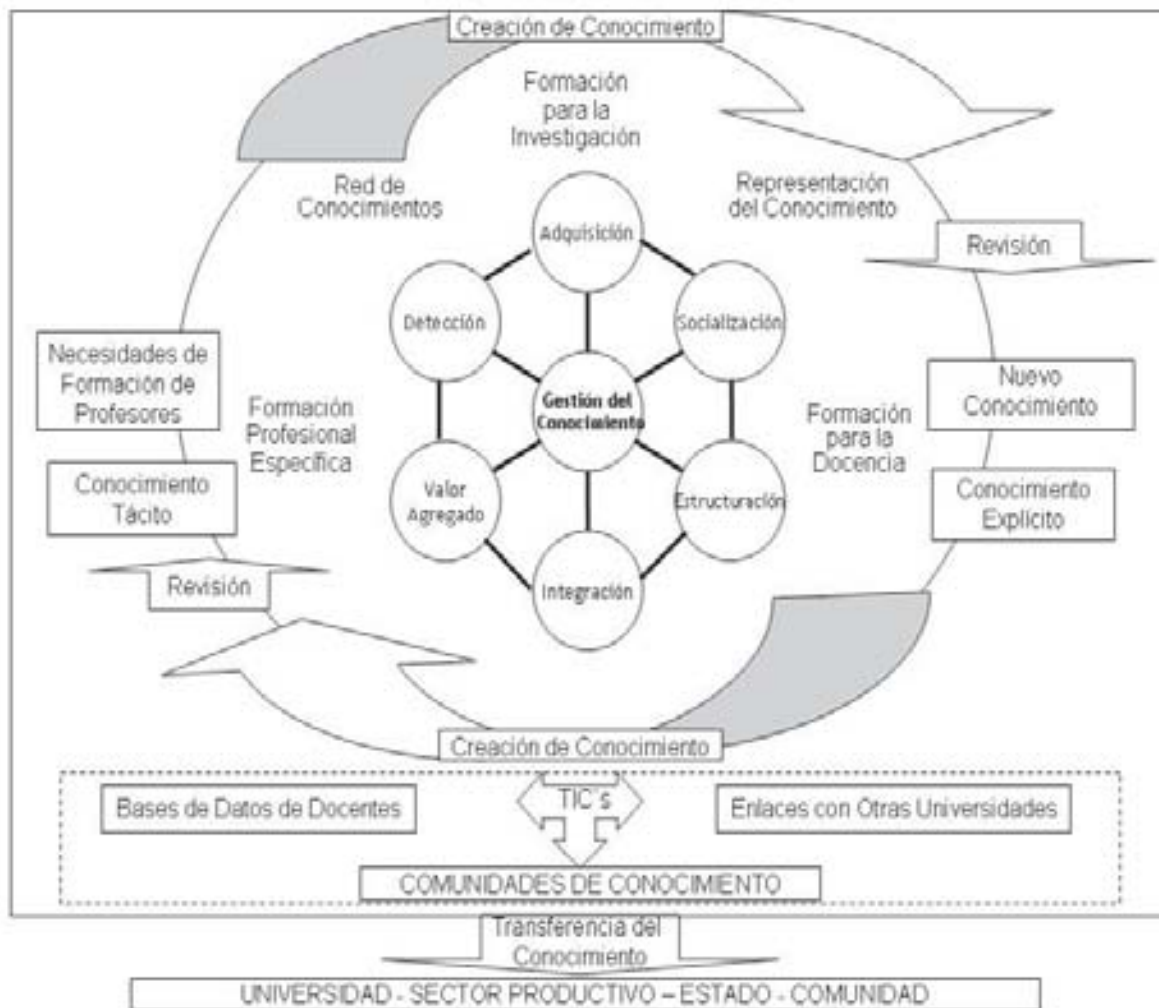 Creación de Conocimiento
Formación
para la
Investigación
Red de
Conocimientos
Representación
del Conocimiento
Adquisición
Revisión
Detección
Socialización
Necesidades de
Formación de
Profesores
Gestión del
Conocimiento
Nuevo
Conocimiento
Formación
Profesional
Específica
Formación
para la
Docencia
Conocimiento
Tácito
Valor
Agregado
Estructuración
Conocimiento
Explícito
Revisión
Integración
Creación de Conocimiento
Bases de Datos de Docentes
TIC´s
Enlaces con Otras Universidades
COMUNIDADES DE CONOCIMIENTO
Transferencia del
Conocimiento
UNIVERSIDAD - SECTOR PRODUCTIVO – ESTADO - COMUNIDAD